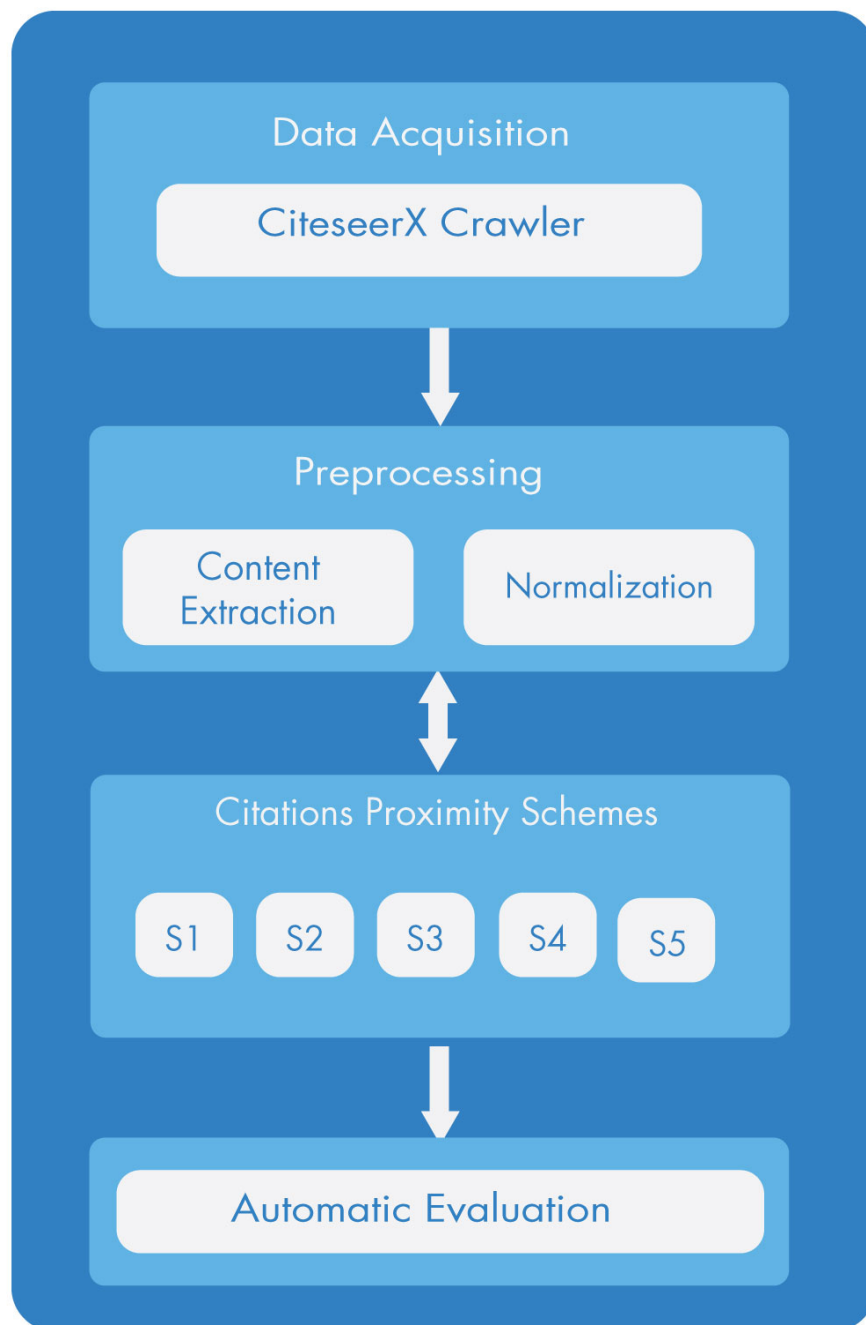 Data Acquisition
CiteseerX Crawler
Preprocessing
Content
Extraction
Normalization
Citations Proximity Schemes
S1
S2
S3
S4
S5
Automatic Evaluation